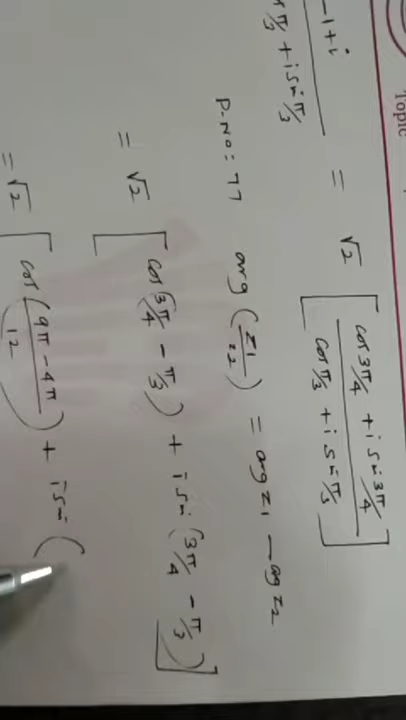 Topic
-1+i / cos π/3 + i sin π/3 = √2 [ cos 3π/4 + i sin 3π/4 / cos π/3 + i sin π/3 ]
P.No: 77 arg (z1/z2) = arg z1 - arg z2
= √2 [ cos (3π/4 - π/3) + i sin (3π/4 - π/3) ]
= √2 [ cos (9π - 4π / 12) + i sin (